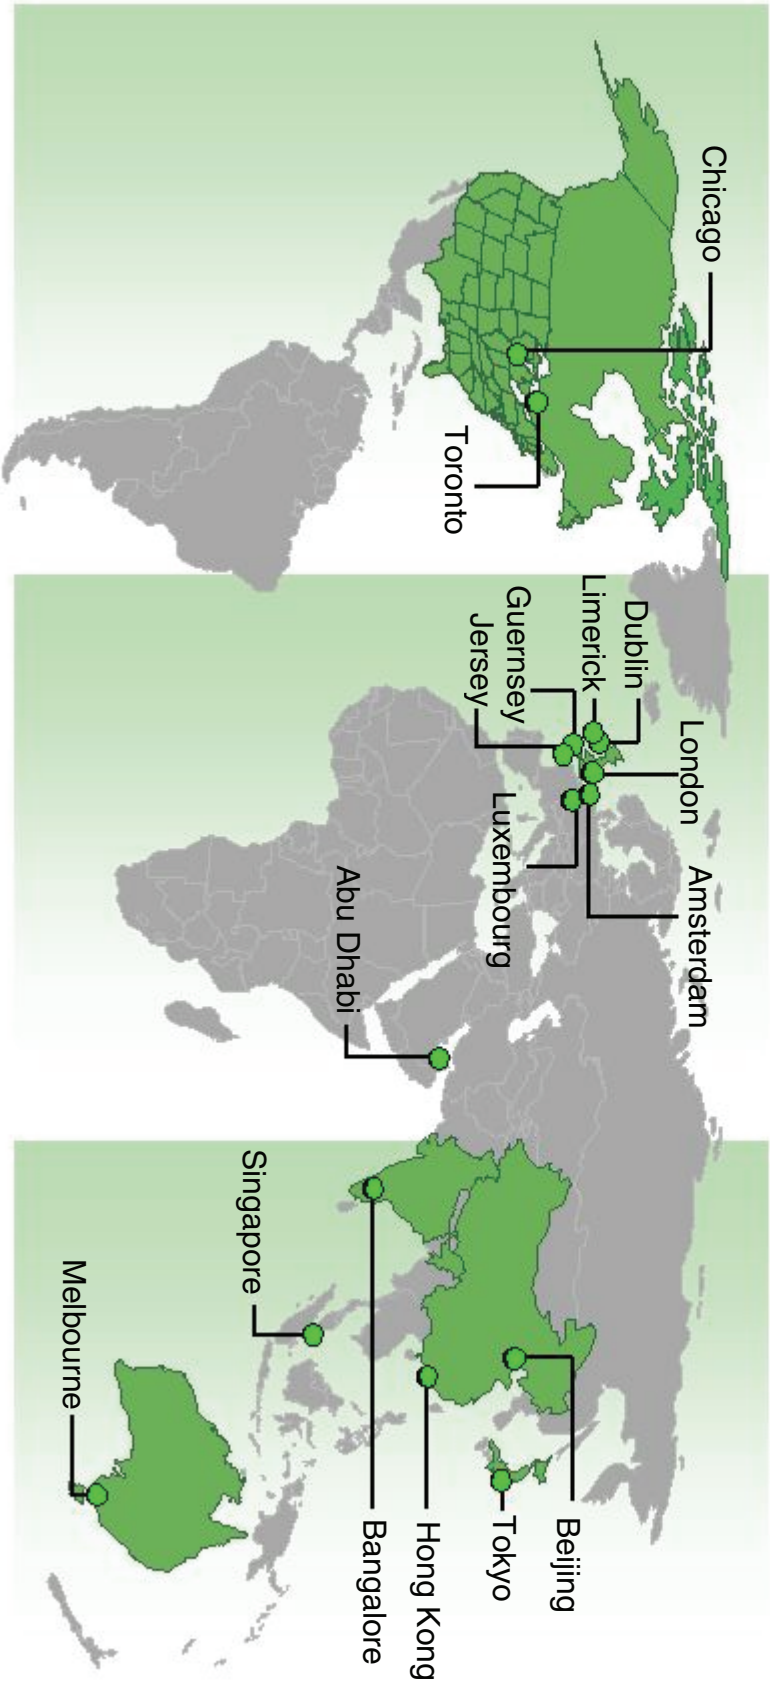 Chicago
Toronto
Dublin
Limerick
Guernsey
Jersey
London
Amsterdam
Luxembourg
Abu Dhabi
Beijing
Tokyo
Hong Kong
Bangalore
Singapore
Melbourne